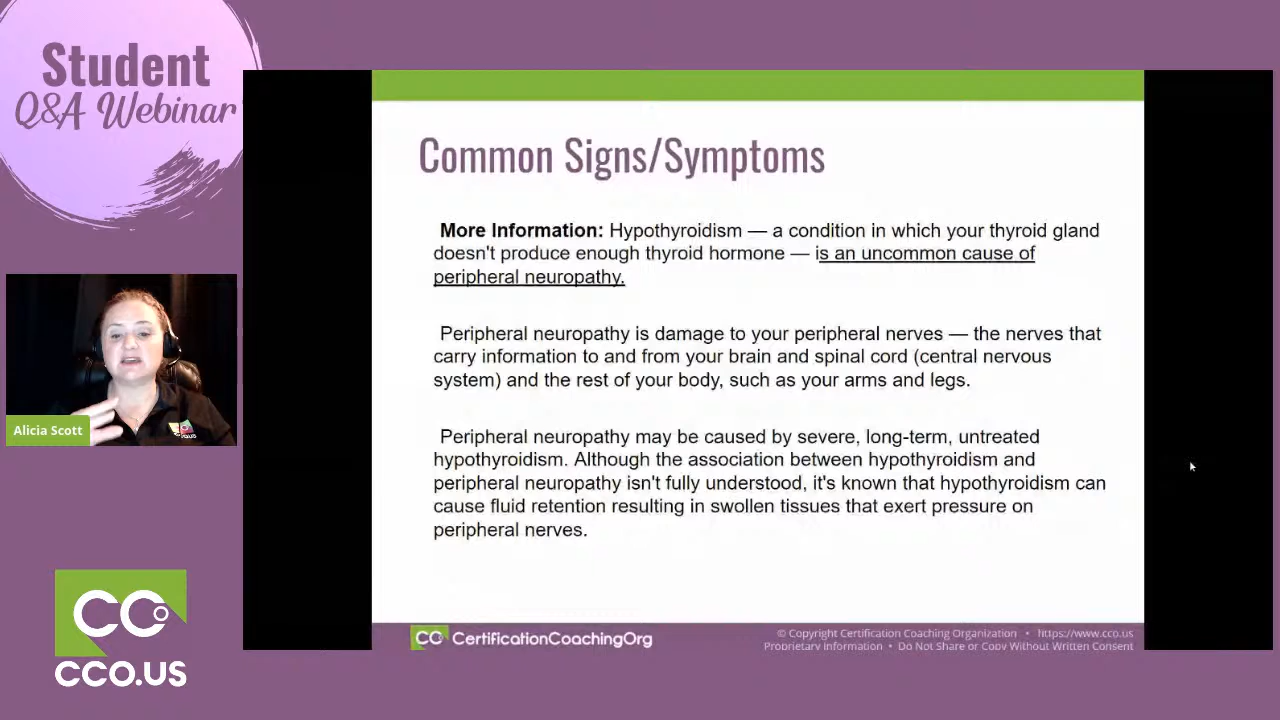 Student
Q&A Webinar
Common Signs/Symptoms
More Information: Hypothyroidism — a condition in which your thyroid gland
doesn't produce enough thyroid hormone — is an uncommon cause of
peripheral neuropathy.
Peripheral neuropathy is damage to your peripheral nerves — the nerves that
carry information to and from your brain and spinal cord (central nervous
system) and the rest of your body, such as your arms and legs.
Peripheral neuropathy may be caused by severe, long-term, untreated
hypothyroidism. Although the association between hypothyroidism and
peripheral neuropathy isn't fully understood, it's known that hypothyroidism can
cause fluid retention resulting in swollen tissues that exert pressure on
peripheral nerves.
Alicia Scott
CCO
CCO.US
CCO CertificationCoachingOrg
© Copyright Certification Coaching Organization • https://www.cco.us
Proprietary Information • Do Not Share or Copy Without Written Consent